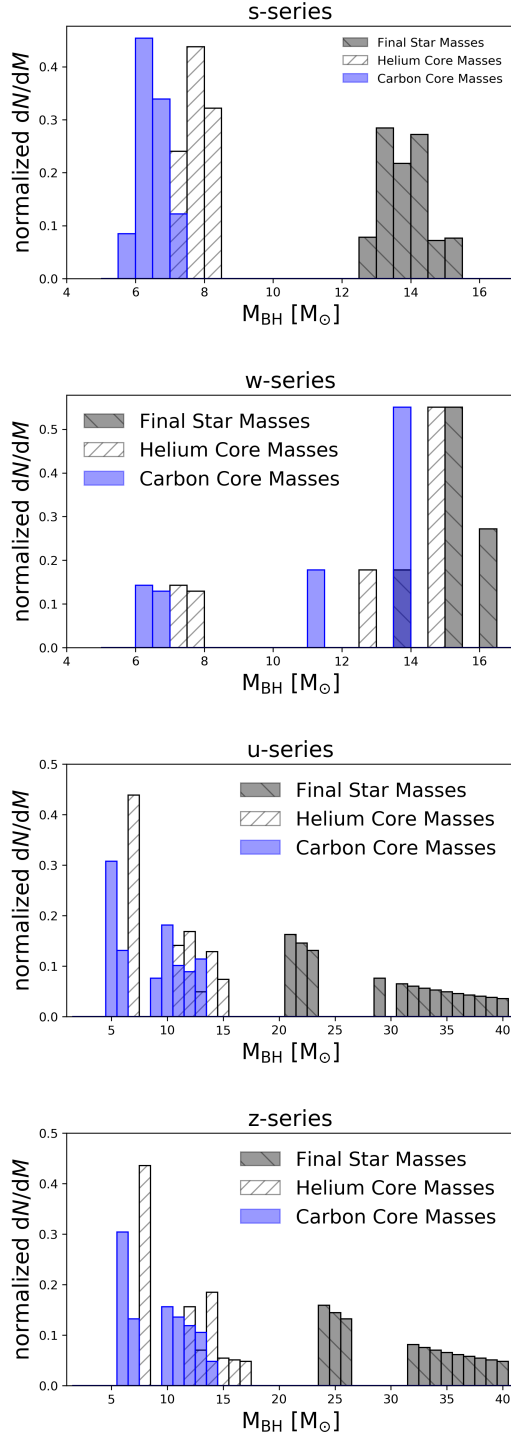 s-series
normalized dN/dM
0.4
0.3
0.2
0.1
0.0
Final Star Masses
Helium Core Masses
Carbon Core Masses
4 6 8 10 12 14 16
M_BH [M_⊙]
w-series
normalized dN/dM
0.5
0.4
0.3
0.2
0.1
0.0
Final Star Masses
Helium Core Masses
Carbon Core Masses
4 6 8 10 12 14 16
M_BH [M_⊙]
u-series
normalized dN/dM
0.5
0.4
0.3
0.2
0.1
0.0
Final Star Masses
Helium Core Masses
Carbon Core Masses
5 10 15 20 25 30 35 40
M_BH [M_⊙]
z-series
normalized dN/dM
0.5
0.4
0.3
0.2
0.1
0.0
Final Star Masses
Helium Core Masses
Carbon Core Masses
5 10 15 20 25 30 35 40
M_BH [M_⊙]